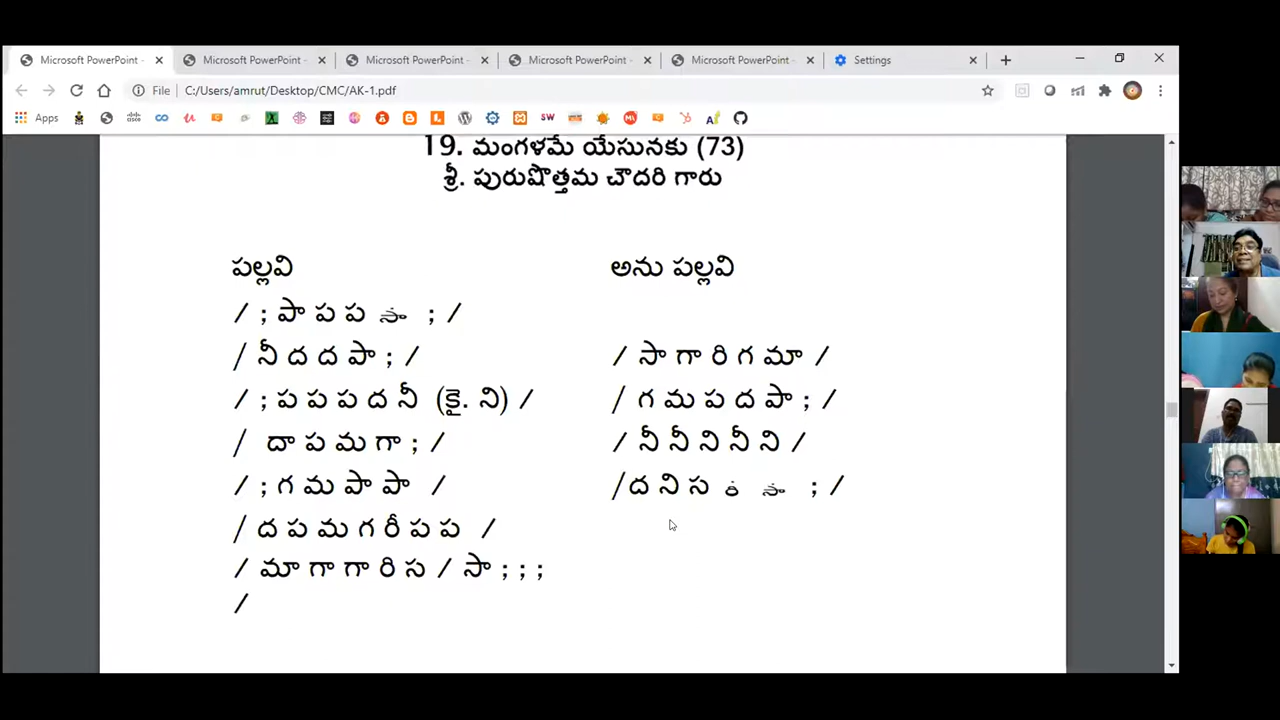 Microsoft PowerPoint - Microsoft PowerPoint - Microsoft PowerPoint - Microsoft PowerPoint - Microsoft PowerPoint - Settings
File C:/Users/amrut/Desktop/CMC/AK-1.pdf
Apps
19. మంగళమే యేసునకు (73)
శ్రీ. పురుషొత్తమ చౌదరి గారు
పల్లవి
/ ; పా ప ప సా ; /
/ నీ ద ద పా ; /
/ ; ప ప ప ద నీ (కై. ని) /
/ దా ప మ గా ; /
/ ; గ మ పా పా /
/ ద ప మ గ రీ ప ప /
/ మా గా గా రి స / సా ; ; ;
/
అను పల్లవి
/ సా గా రి గ మా /
/ గ మ ప ద పా ; /
/ నీ నీ ని నీ ని /
/ద ని స రి సా ; /